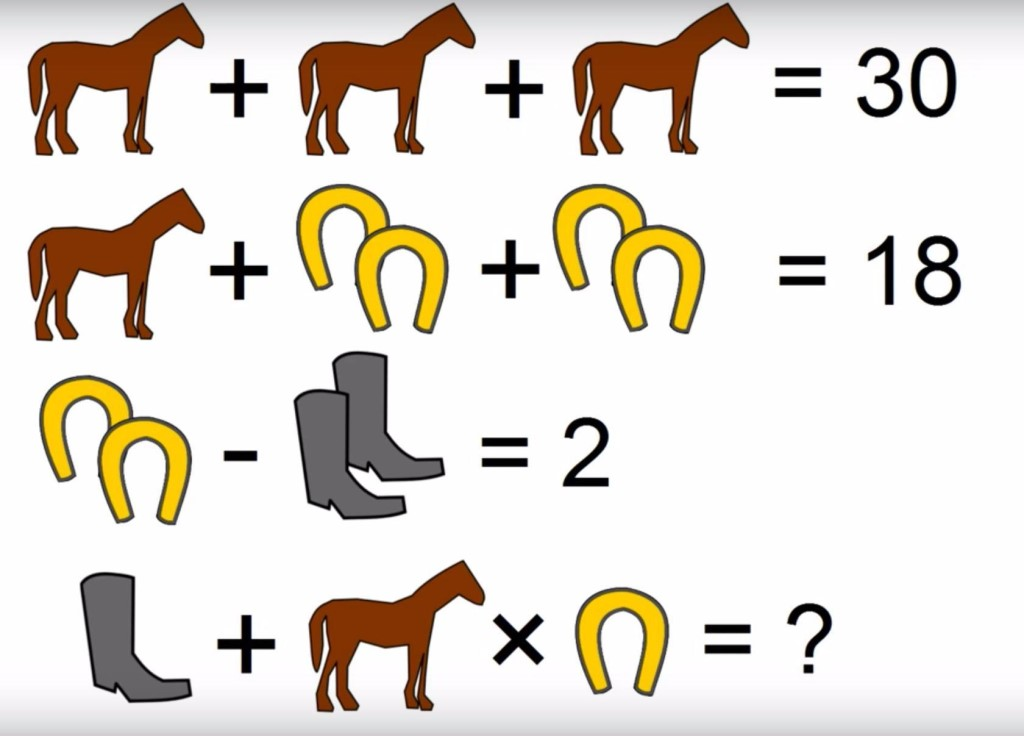 + + = 30
+ + = 18
- = 2
+ × = ?